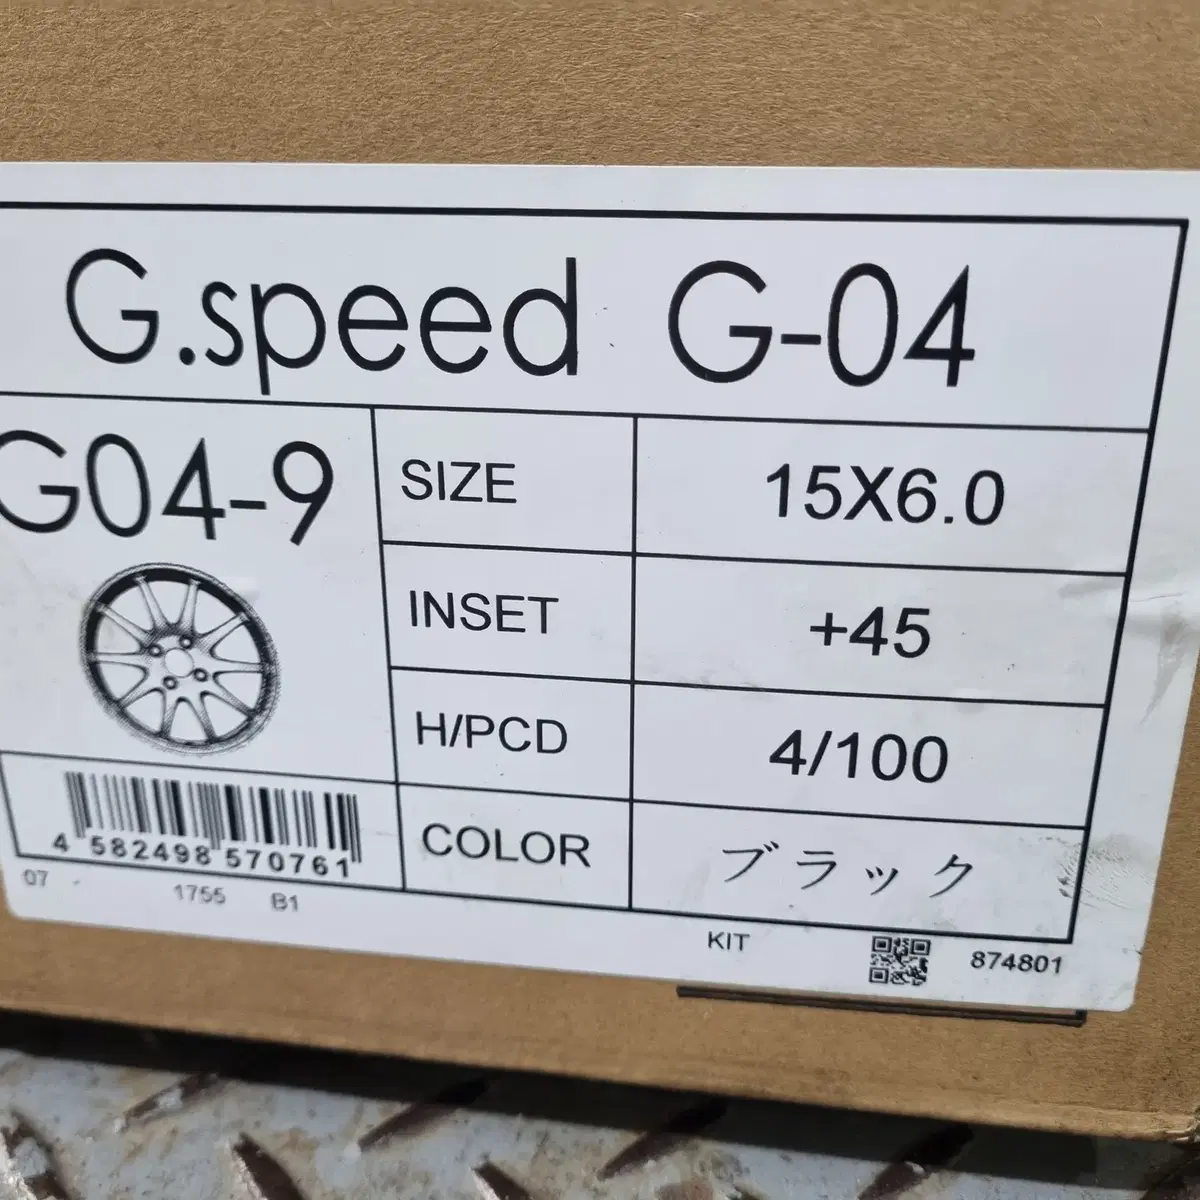 G.speed G-04
G04-9
SIZE 15X6.0
INSET +45
H/PCD 4/100
COLOR ブラック
4 582498 570761
07 1755 B1
KIT 874801